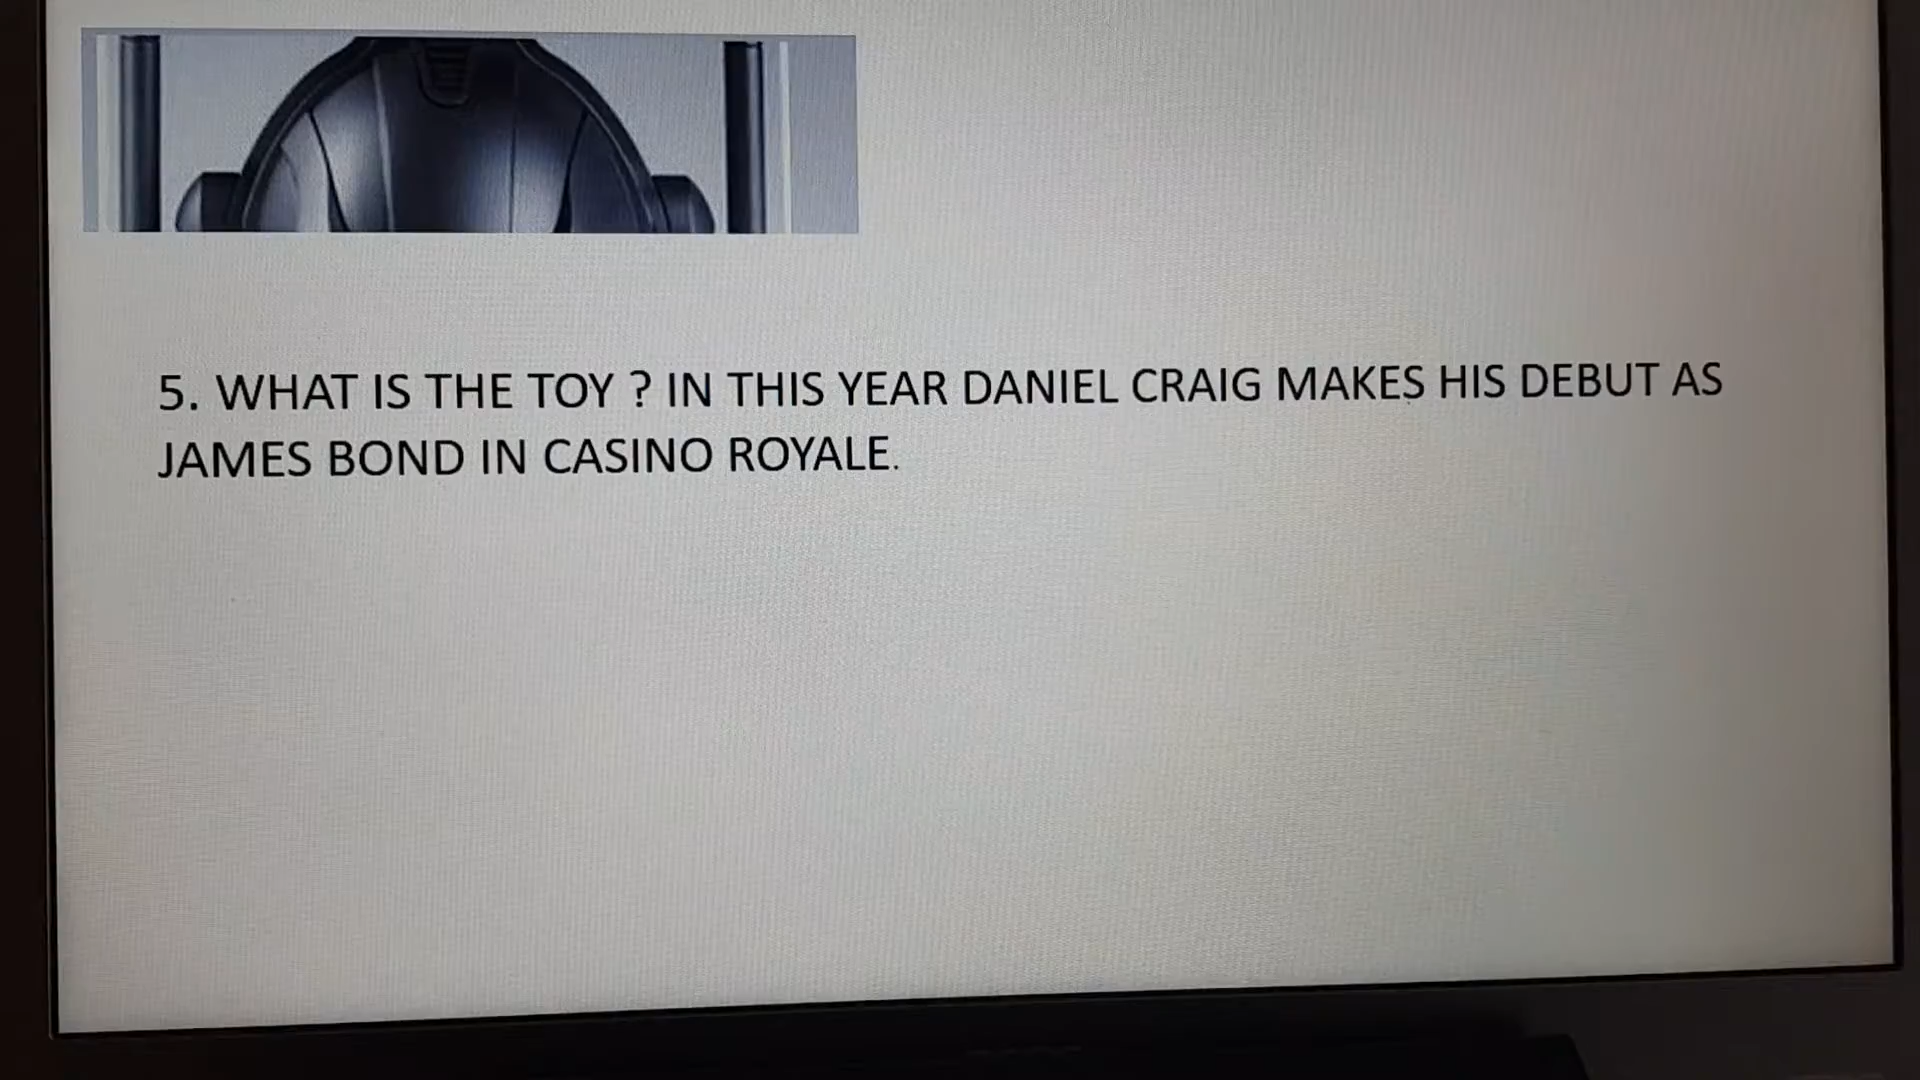 5. WHAT IS THE TOY ? IN THIS YEAR DANIEL CRAIG MAKES HIS DEBUT AS
JAMES BOND IN CASINO ROYALE.